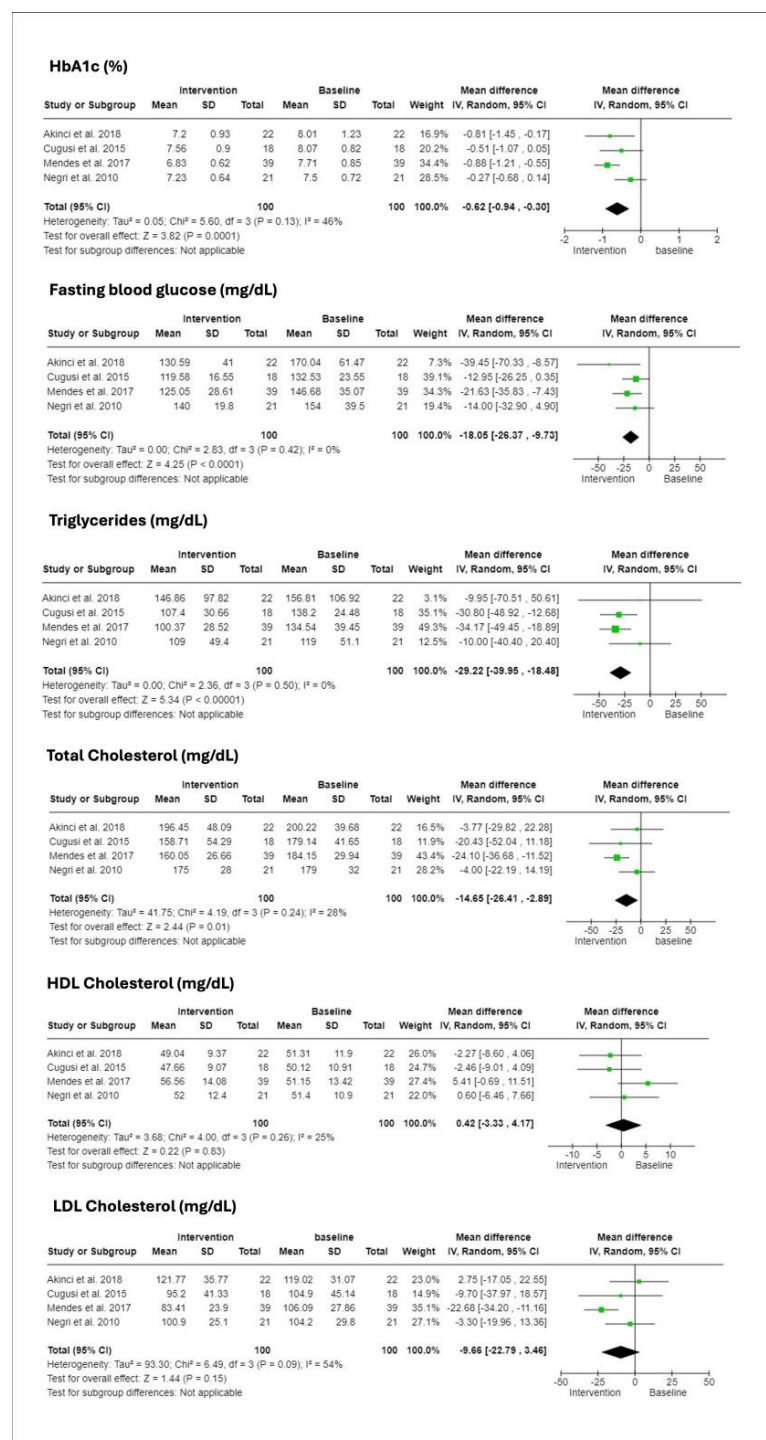 HbA1c (%)
Intervention Baseline Mean difference Mean difference
Study or Subgroup Mean SD Total Mean SD Total Weight IV, Random, 95% CI IV, Random, 95% CI
Akinci et al. 2018 7.2 0.93 22 8.01 1.23 22 16.9% -0.81 [-1.45 , -0.17]
Cugusi et al. 2015 7.56 0.9 18 8.07 0.82 18 20.2% -0.51 [-1.07 , 0.05]
Mendes et al. 2017 6.83 0.62 39 7.71 0.85 39 34.4% -0.88 [-1.21 , -0.55]
Negri et al. 2010 7.23 0.64 21 7.5 0.72 21 28.5% -0.27 [-0.68 , 0.14]
Total (95% CI) 100 100 100.0% -0.62 [-0.94 , -0.30]
Heterogeneity: Tau² = 0.05; Chi² = 5.60, df = 3 (P = 0.13); I² = 46%
Test for overall effect: Z = 3.82 (P = 0.0001)
Test for subgroup differences: Not applicable
-2 -1 0 1 2
Intervention baseline
Fasting blood glucose (mg/dL)
Intervention Baseline Mean difference Mean difference
Study or Subgroup Mean SD Total Mean SD Total Weight IV, Random, 95% CI IV, Random, 95% CI
Akinci et al. 2018 130.59 41 22 170.04 61.47 22 7.3% -39.45 [-70.33 , -8.57]
Cugusi et al. 2015 119.58 16.55 18 132.53 23.55 18 39.1% -12.95 [-26.25 , 0.35]
Mendes et al. 2017 125.05 28.61 39 146.68 35.07 39 34.3% -21.63 [-35.83 , -7.43]
Negri et al. 2010 140 19.8 21 154 39.5 21 19.4% -14.00 [-32.90 , 4.90]
Total (95% CI) 100 100 100.0% -18.05 [-26.37 , -9.73]
Heterogeneity: Tau² = 0.00; Chi² = 2.83, df = 3 (P = 0.42); I² = 0%
Test for overall effect: Z = 4.25 (P < 0.0001)
Test for subgroup differences: Not applicable
-50 -25 0 25 50
Intervention Baseline
Triglycerides (mg/dL)
Intervention Baseline Mean difference Mean difference
Study or Subgroup Mean SD Total Mean SD Total Weight IV, Random, 95% CI IV, Random, 95% CI
Akinci et al. 2018 146.86 97.82 22 156.81 106.92 22 3.1% -9.95 [-70.51 , 50.61]
Cugusi et al. 2015 107.4 30.66 18 138.2 24.48 18 35.1% -30.80 [-48.92 , -12.68]
Mendes et al. 2017 100.37 28.52 39 134.54 39.45 39 49.3% -34.17 [-49.45 , -18.89]
Negri et al. 2010 109 49.4 21 119 51.1 21 12.5% -10.00 [-40.40 , 20.40]
Total (95% CI) 100 100 100.0% -29.22 [-39.95 , -18.48]
Heterogeneity: Tau² = 0.00; Chi² = 2.36, df = 3 (P = 0.50); I² = 0%
Test for overall effect: Z = 5.34 (P < 0.00001)
Test for subgroup differences: Not applicable
-50 -25 0 25 50
Intervention Baseline
Total Cholesterol (mg/dL)
Intervention Baseline Mean difference Mean difference
Study or Subgroup Mean SD Total Mean SD Total Weight IV, Random, 95% CI IV, Random, 95% CI
Akinci et al. 2018 196.45 48.09 22 200.22 39.68 22 16.5% -3.77 [-29.82 , 22.28]
Cugusi et al. 2015 158.71 54.29 18 179.14 41.65 18 11.9% -20.43 [-52.04 , 11.18]
Mendes et al. 2017 160.05 26.66 39 184.15 29.94 39 43.4% -24.10 [-36.68 , -11.52]
Negri et al. 2010 175 28 21 179 32 21 28.2% -4.00 [-22.19 , 14.19]
Total (95% CI) 100 100 100.0% -14.65 [-26.41 , -2.89]
Heterogeneity: Tau² = 41.75; Chi² = 4.19, df = 3 (P = 0.24); I² = 28%
Test for overall effect: Z = 2.44 (P = 0.01)
Test for subgroup differences: Not applicable
-50 -25 0 25 50
Intervention baseline
HDL Cholesterol (mg/dL)
Intervention Baseline Mean difference Mean difference
Study or Subgroup Mean SD Total Mean SD Total Weight IV, Random, 95% CI IV, Random, 95% CI
Akinci et al. 2018 49.04 9.37 22 51.31 11.9 22 26.0% -2.27 [-8.60 , 4.06]
Cugusi et al. 2015 47.66 9.07 18 50.12 10.91 18 24.7% -2.46 [-9.01 , 4.09]
Mendes et al. 2017 56.56 14.08 39 51.15 13.42 39 27.4% 5.41 [-0.69 , 11.51]
Negri et al. 2010 52 12.4 21 51.4 10.9 21 22.0% 0.60 [-6.46 , 7.66]
Total (95% CI) 100 100 100.0% 0.42 [-3.33 , 4.17]
Heterogeneity: Tau² = 3.68; Chi² = 4.00, df = 3 (P = 0.26); I² = 25%
Test for overall effect: Z = 0.22 (P = 0.83)
Test for subgroup differences: Not applicable
-10 -5 0 5 10
Intervention Baseline
LDL Cholesterol (mg/dL)
Intervention baseline Mean difference Mean difference
Study or Subgroup Mean SD Total Mean SD Total Weight IV, Random, 95% CI IV, Random, 95% CI
Akinci et al. 2018 121.77 35.77 22 119.02 31.07 22 23.0% 2.75 [-17.05 , 22.55]
Cugusi et al. 2015 95.2 41.33 18 104.9 45.14 18 14.9% -9.70 [-37.97 , 18.57]
Mendes et al. 2017 83.41 23.9 39 106.09 27.86 39 35.1% -22.68 [-34.20 , -11.16]
Negri et al. 2010 100.9 25.1 21 104.2 29.8 21 27.1% -3.30 [-19.96 , 13.36]
Total (95% CI) 100 100 100.0% -9.66 [-22.79 , 3.46]
Heterogeneity: Tau² = 93.30; Chi² = 6.49, df = 3 (P = 0.09); I² = 54%
Test for overall effect: Z = 1.44 (P = 0.15)
Test for subgroup differences: Not applicable
-50 -25 0 25 50
Intervention Baseline